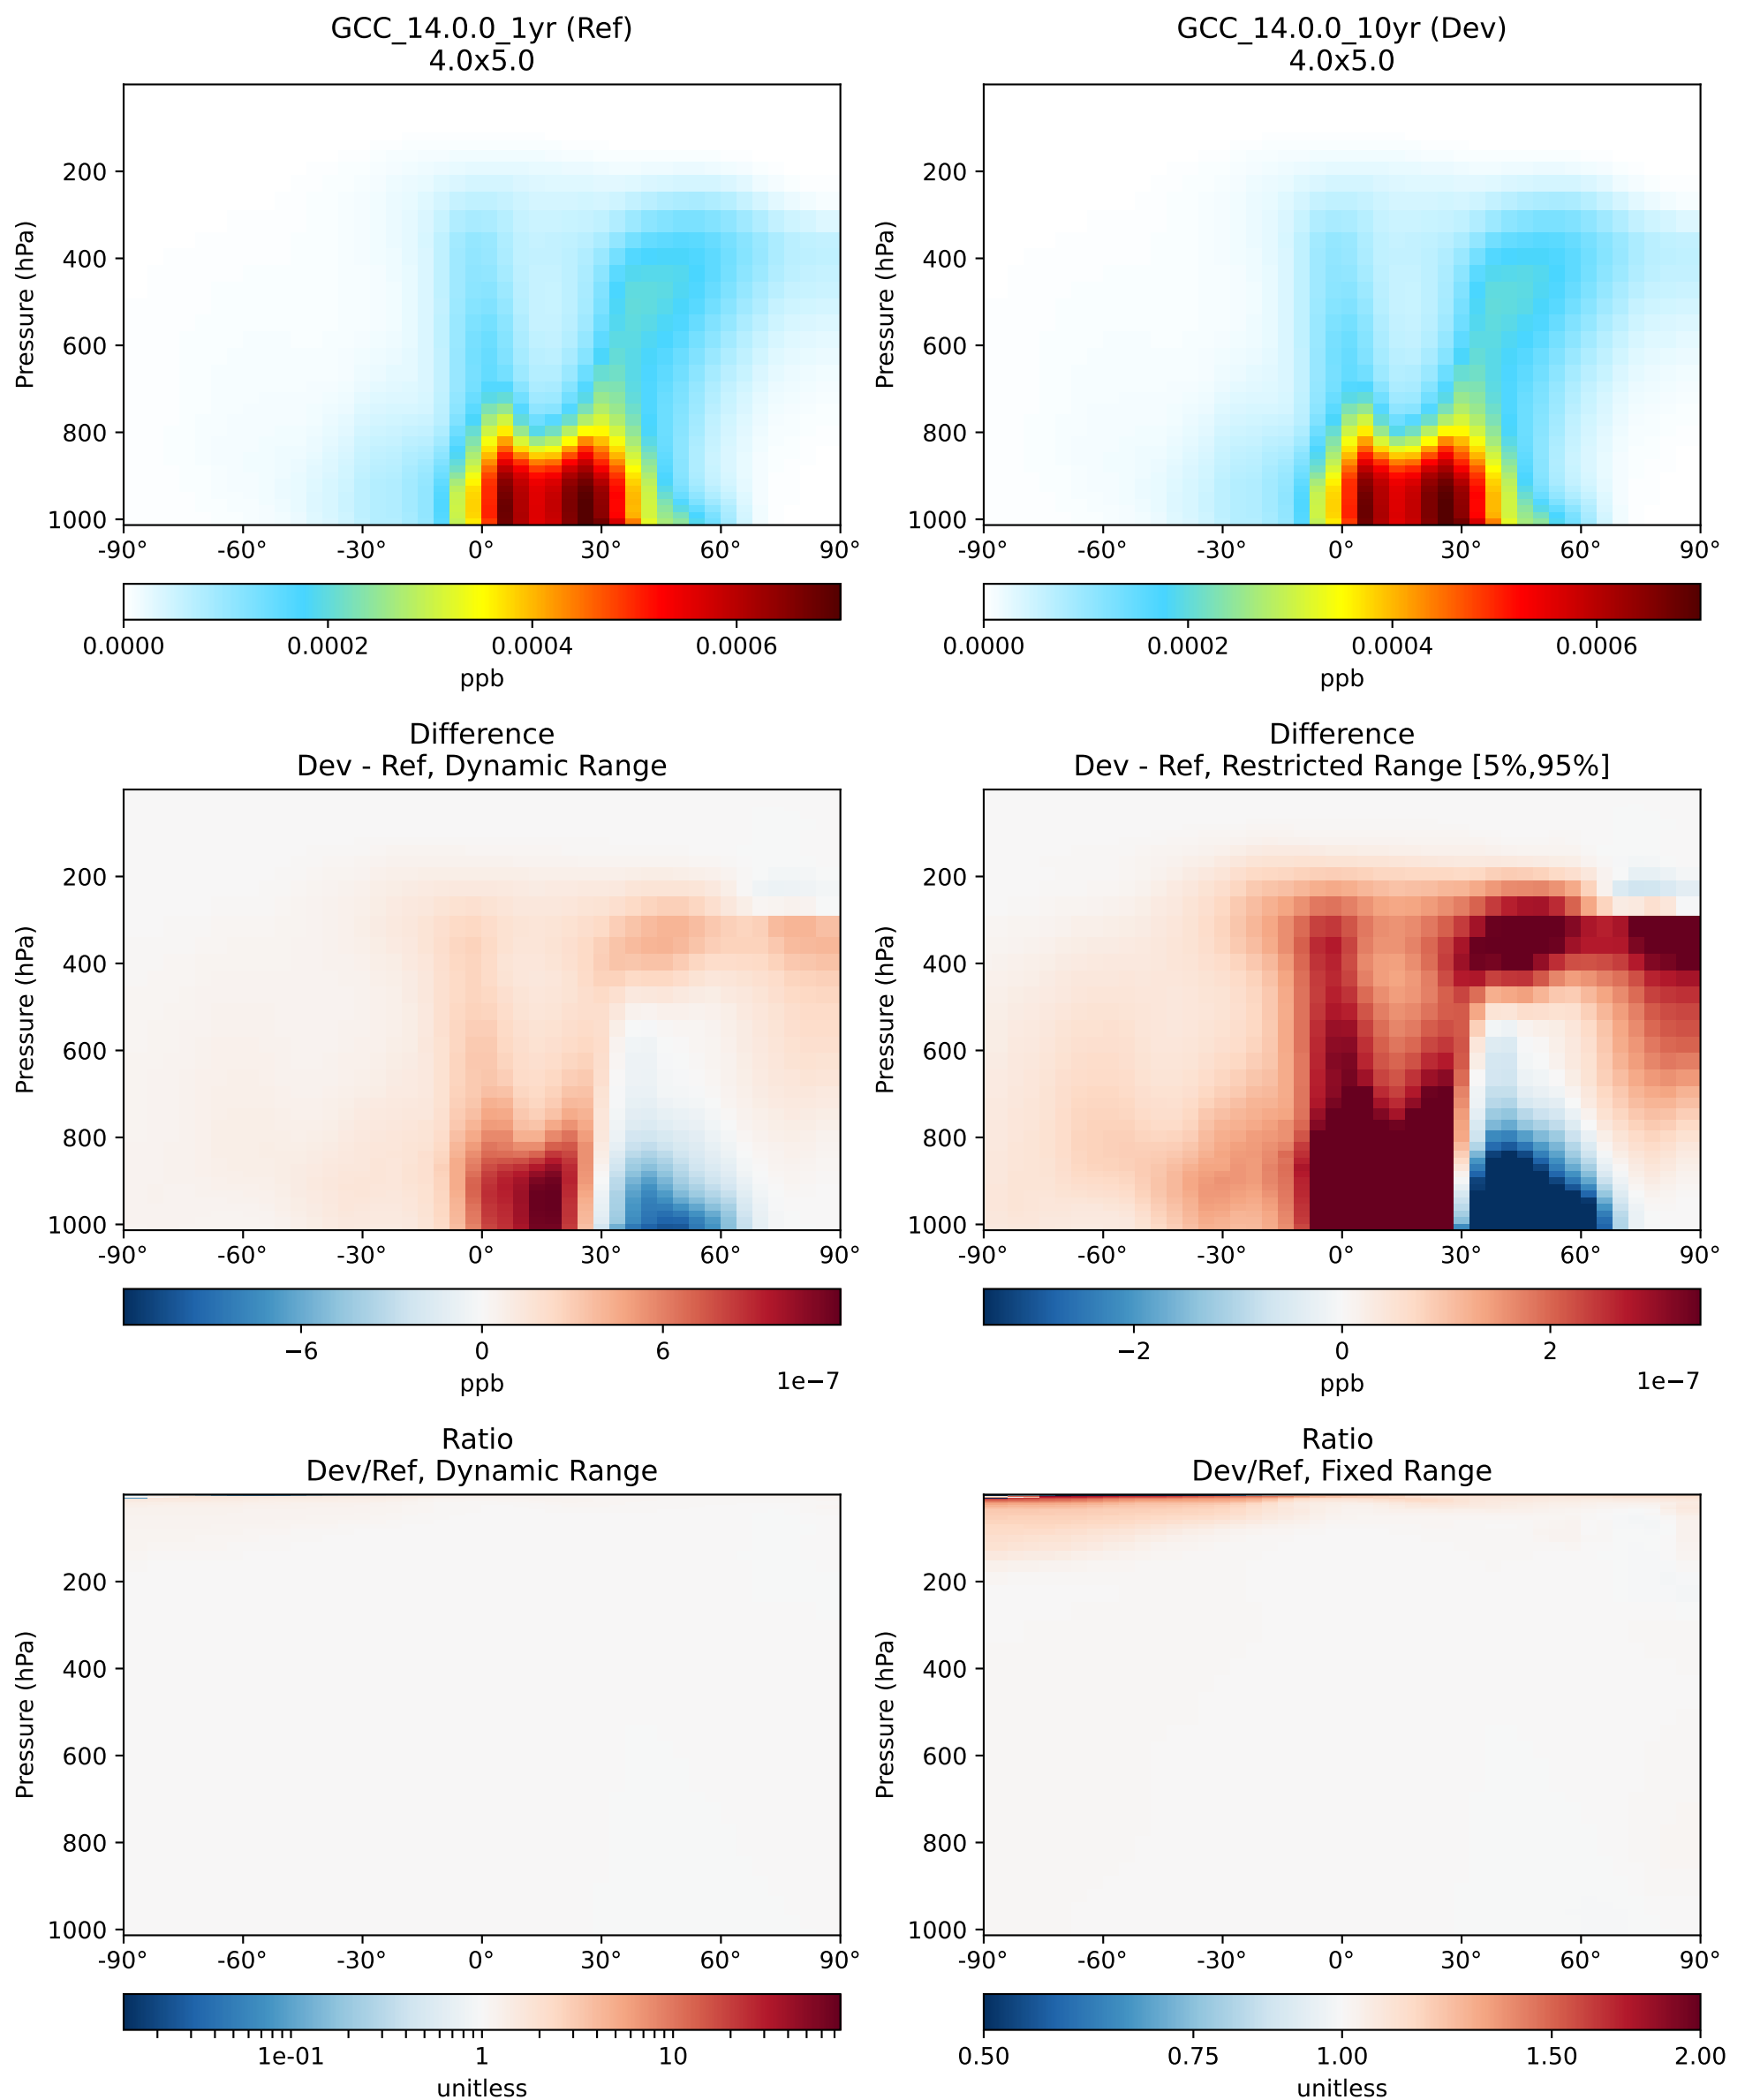 GCC_14.0.0_1yr (Ref)
4.0x5.0
Pressure (hPa)
200
400
600
800
1000
-90° -60° -30° 0° 30° 60° 90°
0.0000 0.0002 0.0004 0.0006
ppb
GCC_14.0.0_10yr (Dev)
4.0x5.0
Pressure (hPa)
200
400
600
800
1000
-90° -60° -30° 0° 30° 60° 90°
0.0000 0.0002 0.0004 0.0006
ppb
Difference
Dev - Ref, Dynamic Range
Pressure (hPa)
200
400
600
800
1000
-90° -60° -30° 0° 30° 60° 90°
−6 0 6
ppb 1e−7
Difference
Dev - Ref, Restricted Range [5%,95%]
Pressure (hPa)
200
400
600
800
1000
-90° -60° -30° 0° 30° 60° 90°
−2 0 2
ppb 1e−7
Ratio
Dev/Ref, Dynamic Range
Pressure (hPa)
200
400
600
800
1000
-90° -60° -30° 0° 30° 60° 90°
1e-01 1 10
unitless
Ratio
Dev/Ref, Fixed Range
Pressure (hPa)
200
400
600
800
1000
-90° -60° -30° 0° 30° 60° 90°
0.50 0.75 1.00 1.50 2.00
unitless